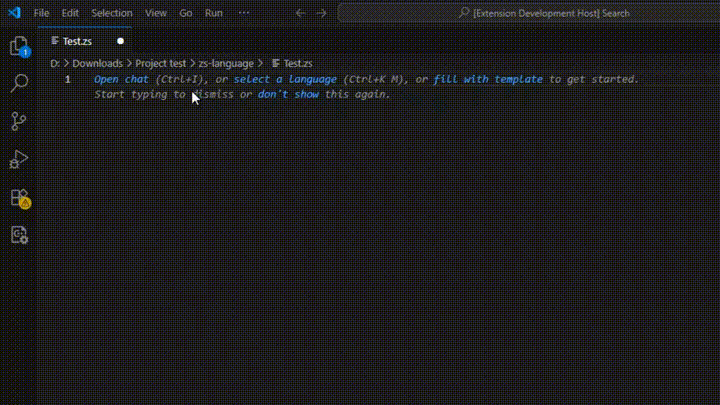 File Edit Selection View Go Run ··· [Extension Development Host] Search
Test.zs
D: > Downloads > Project test > zs-language > Test.zs
1 Open chat (Ctrl+I), or select a language (Ctrl+K M), or fill with template to get started.
Start typing to dismiss or don't show this again.
1